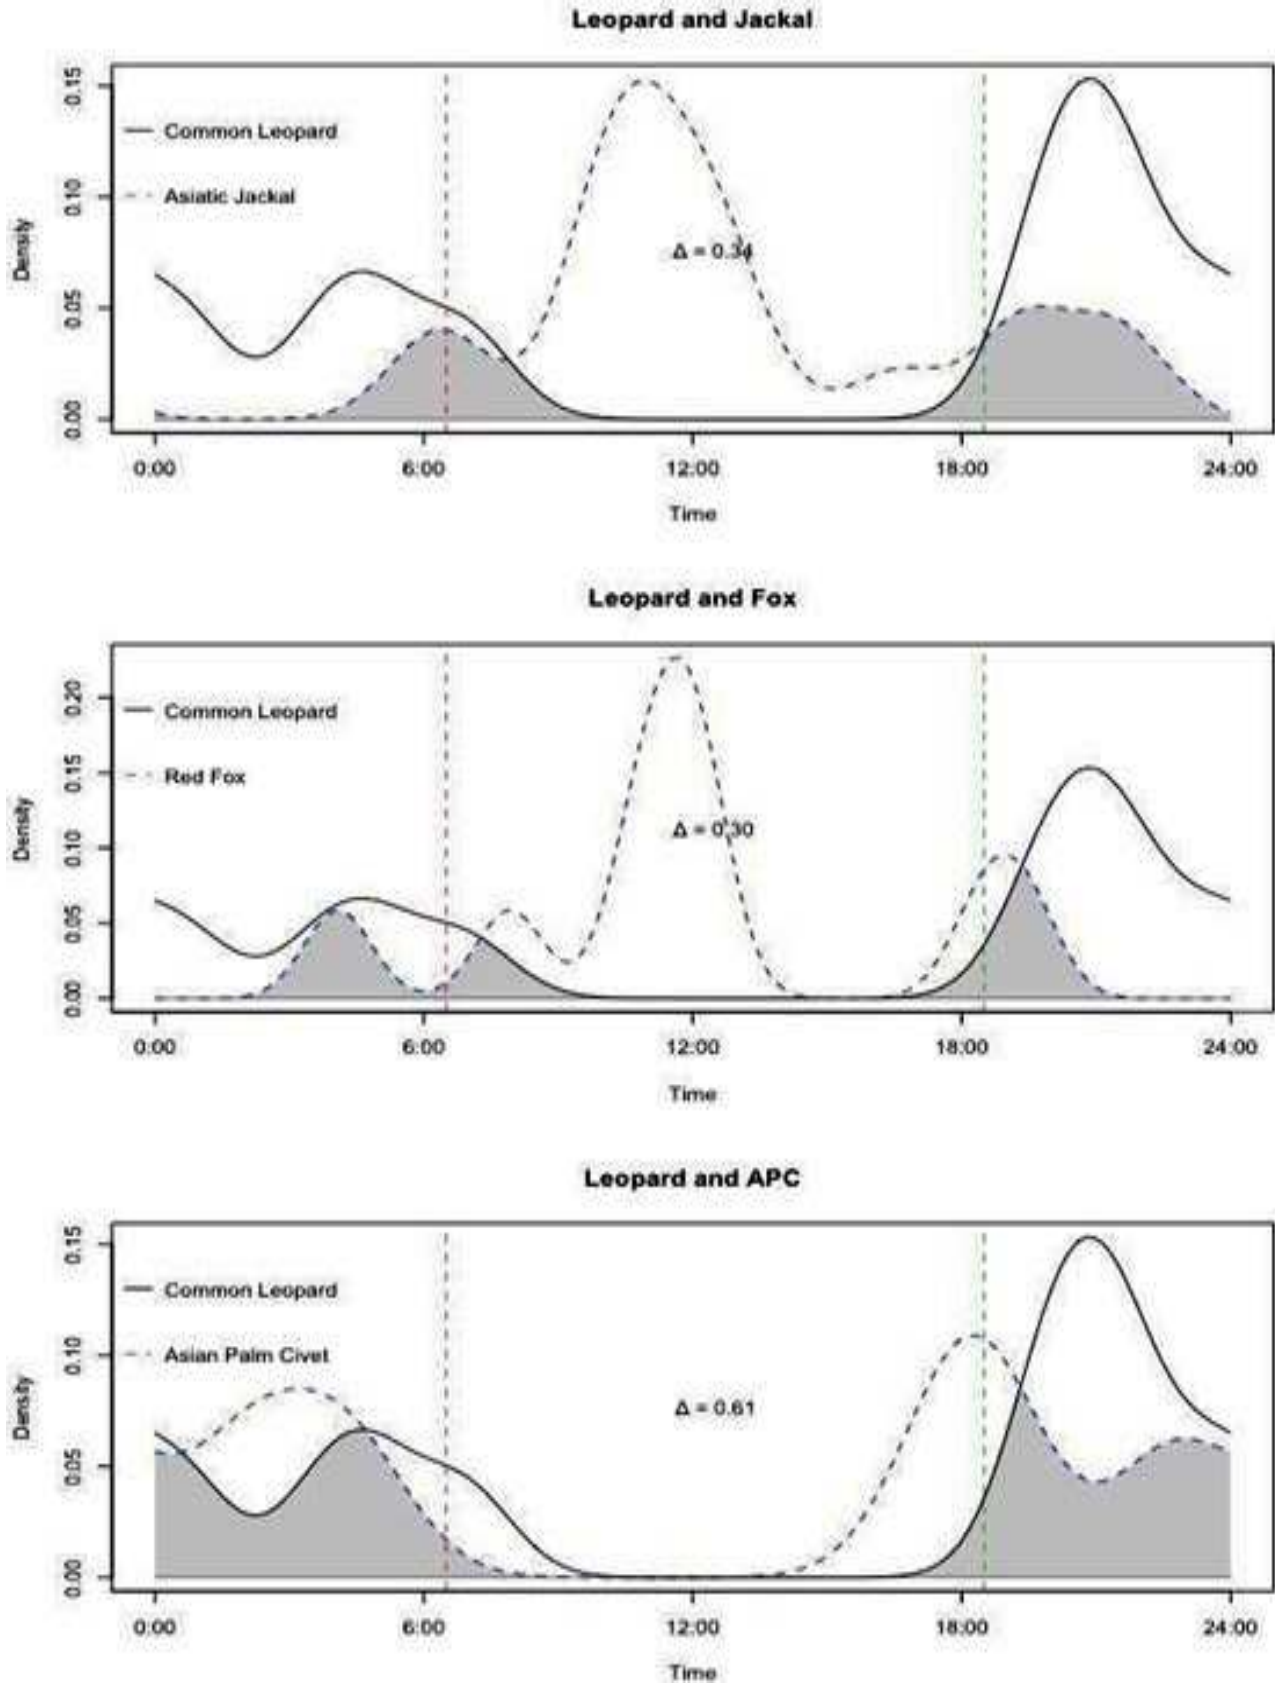 Leopard and Jackal
0.15
Common Leopard
Asiatic Jackal
0.10
Density
Δ = 0.34
0.05
0.00
0:00 6:00 12:00 18:00 24:00
Time
Leopard and Fox
0.20
Common Leopard
Red Fox
0.15
Density
Δ = 0.30
0.10
0.05
0.00
0:00 6:00 12:00 18:00 24:00
Time
Leopard and APC
0.15
Common Leopard
Asian Palm Civet
0.10
Density
Δ = 0.61
0.05
0.00
0:00 6:00 12:00 18:00 24:00
Time